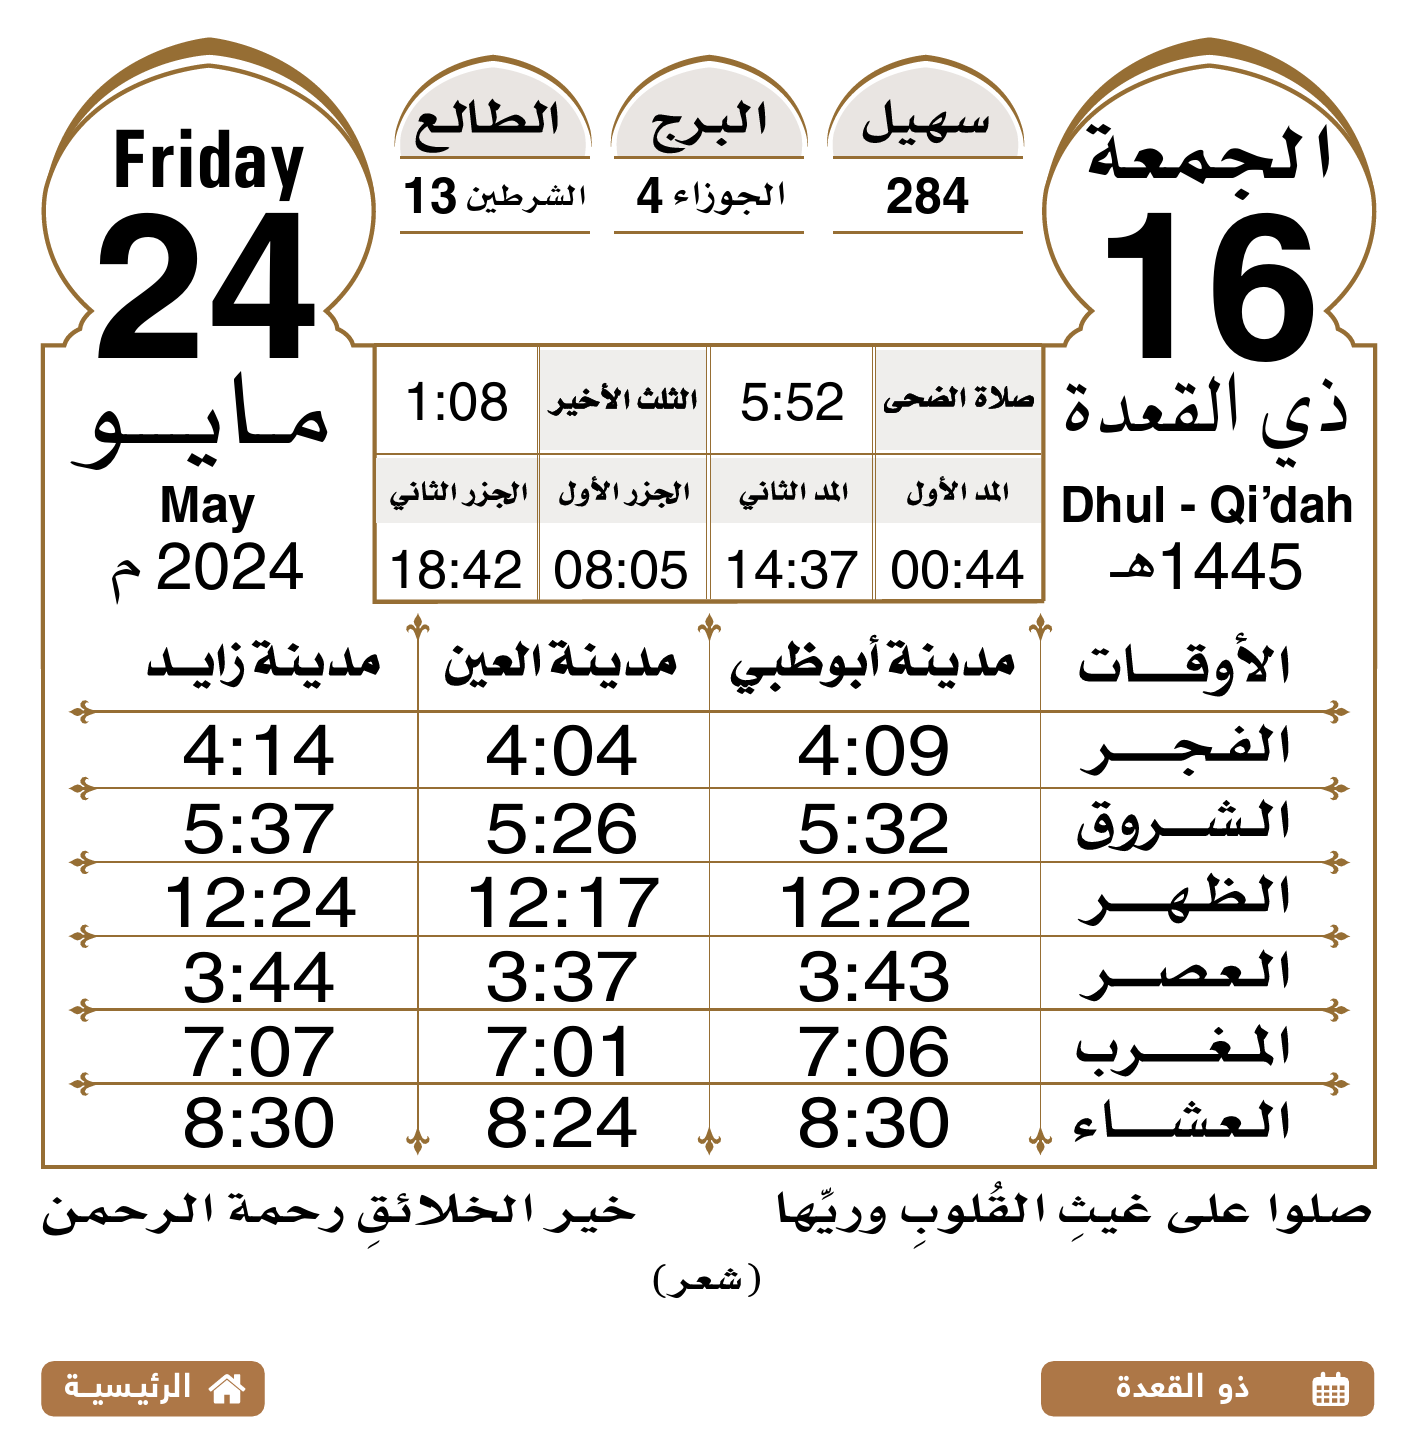 الجمعة
16
ذي القعدة
Dhul - Qi’dah
1445هـ
سهيل
284
البرج
الجوزاء 4
الطالع
الشرطين 13
Friday
24
مايو
May
2024 م
صلاة الضحى 5:52 الثلث الأخير 1:08
المد الأول المد الثاني الجزر الأول الجزر الثاني
00:44 14:37 08:05 18:42
الأوقات مدينة أبوظبي مدينة العين مدينة زايد
الفجر 4:09 4:04 4:14
الشروق 5:32 5:26 5:37
الظهر 12:22 12:17 12:24
العصر 3:43 3:37 3:44
المغرب 7:06 7:01 7:07
العشاء 8:30 8:24 8:30
صلوا على غيثِ القُلوبِ وريِّها خير الخلائقِ رحمة الرحمن
(شعر)
ذو القعدة
الرئيسية